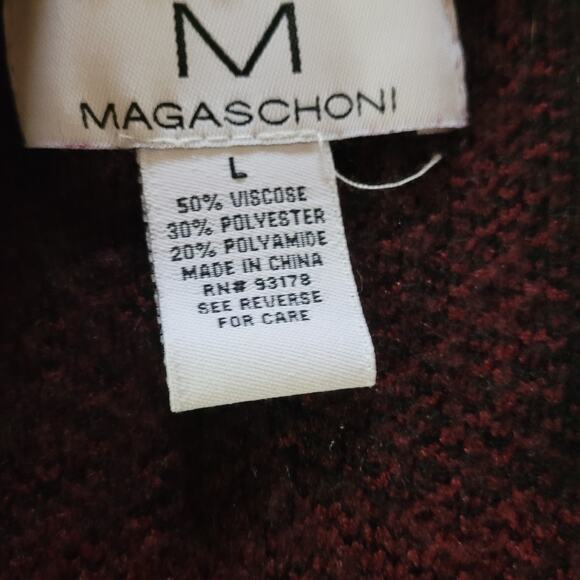 M
MAGASCHONI
L
50% VISCOSE
30% POLYESTER
20% POLYAMIDE
MADE IN CHINA
RN# 93178
SEE REVERSE
FOR CARE